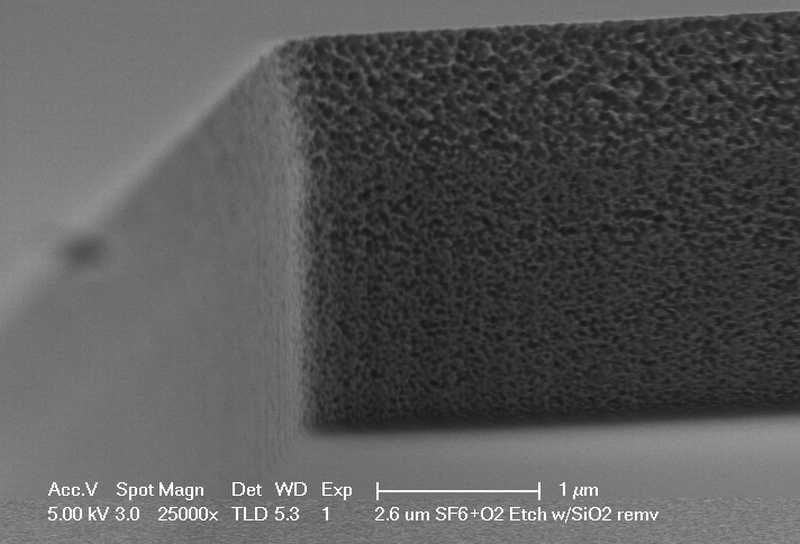 Acc.V Spot Magn Det WD Exp 1 µm
5.00 kV 3.0 25000x TLD 5.3 1 2.6 um SF6+O2 Etch w/SiO2 remv